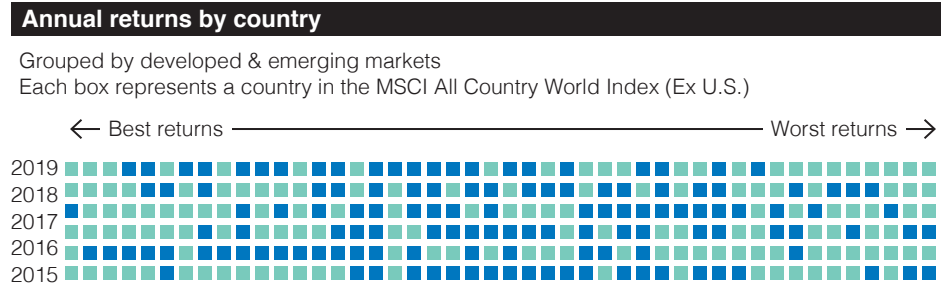 Annual returns by country
Grouped by developed & emerging markets
Each box represents a country in the MSCI All Country World Index (Ex U.S.)
Best returns Worst returns
2019
2018
2017
2016
2015